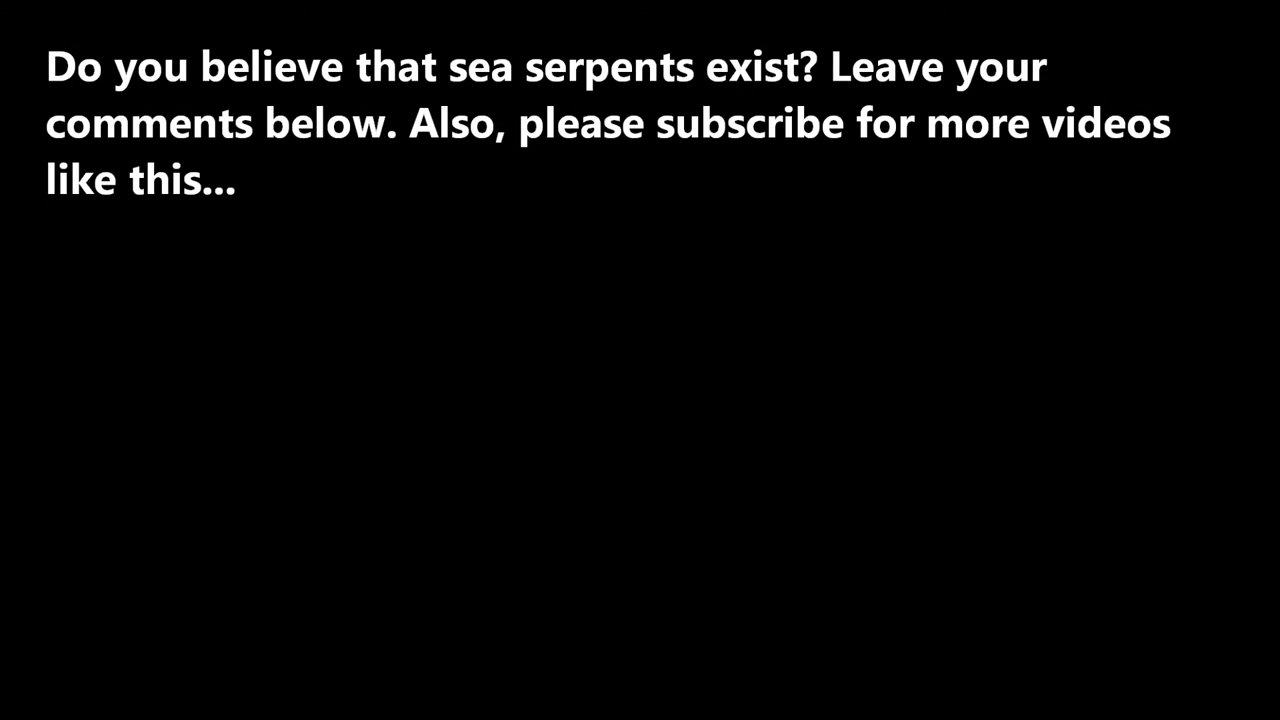 Do you believe that sea serpents exist? Leave your
comments below. Also, please subscribe for more videos
like this...